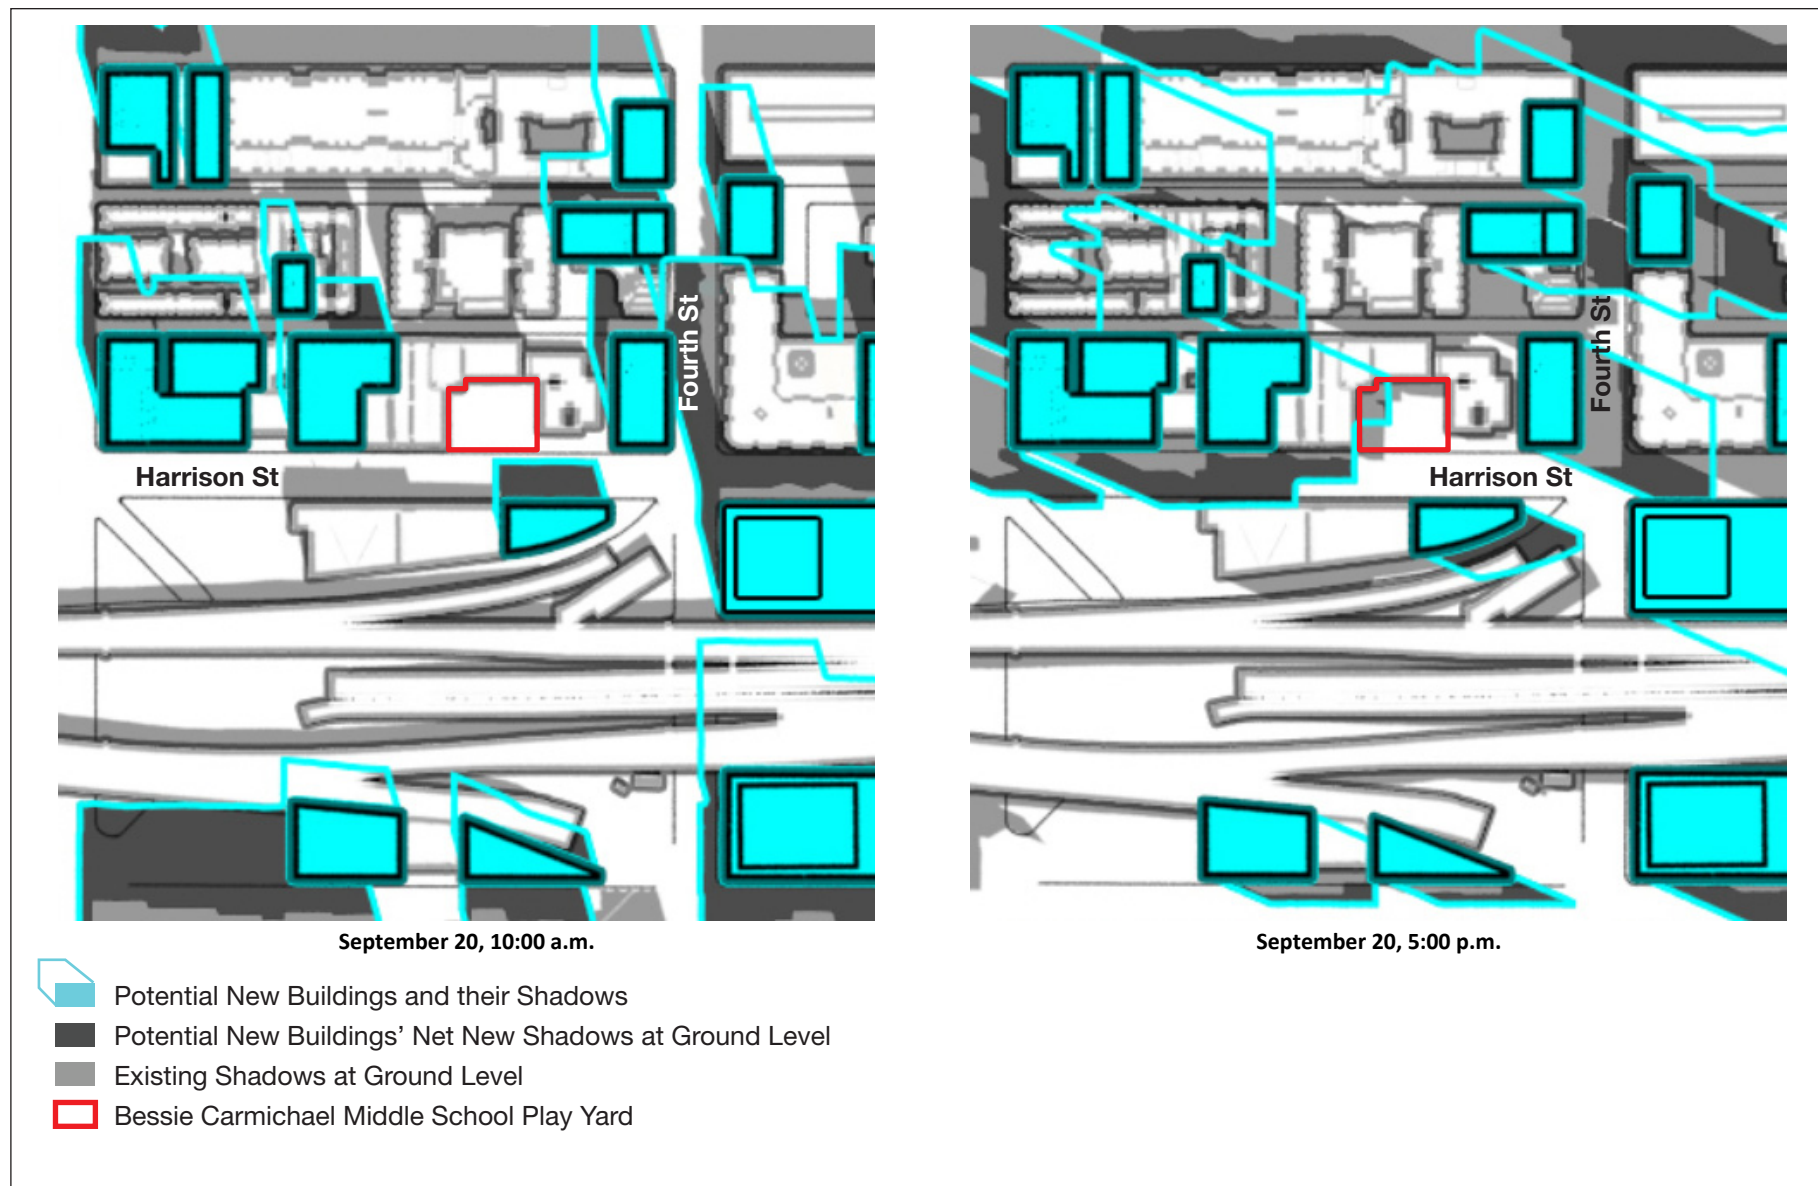 Fourth St
Harrison St
Fourth St
Harrison St
September 20, 10:00 a.m.
September 20, 5:00 p.m.
Potential New Buildings and their Shadows
Potential New Buildings' Net New Shadows at Ground Level
Existing Shadows at Ground Level
Bessie Carmichael Middle School Play Yard